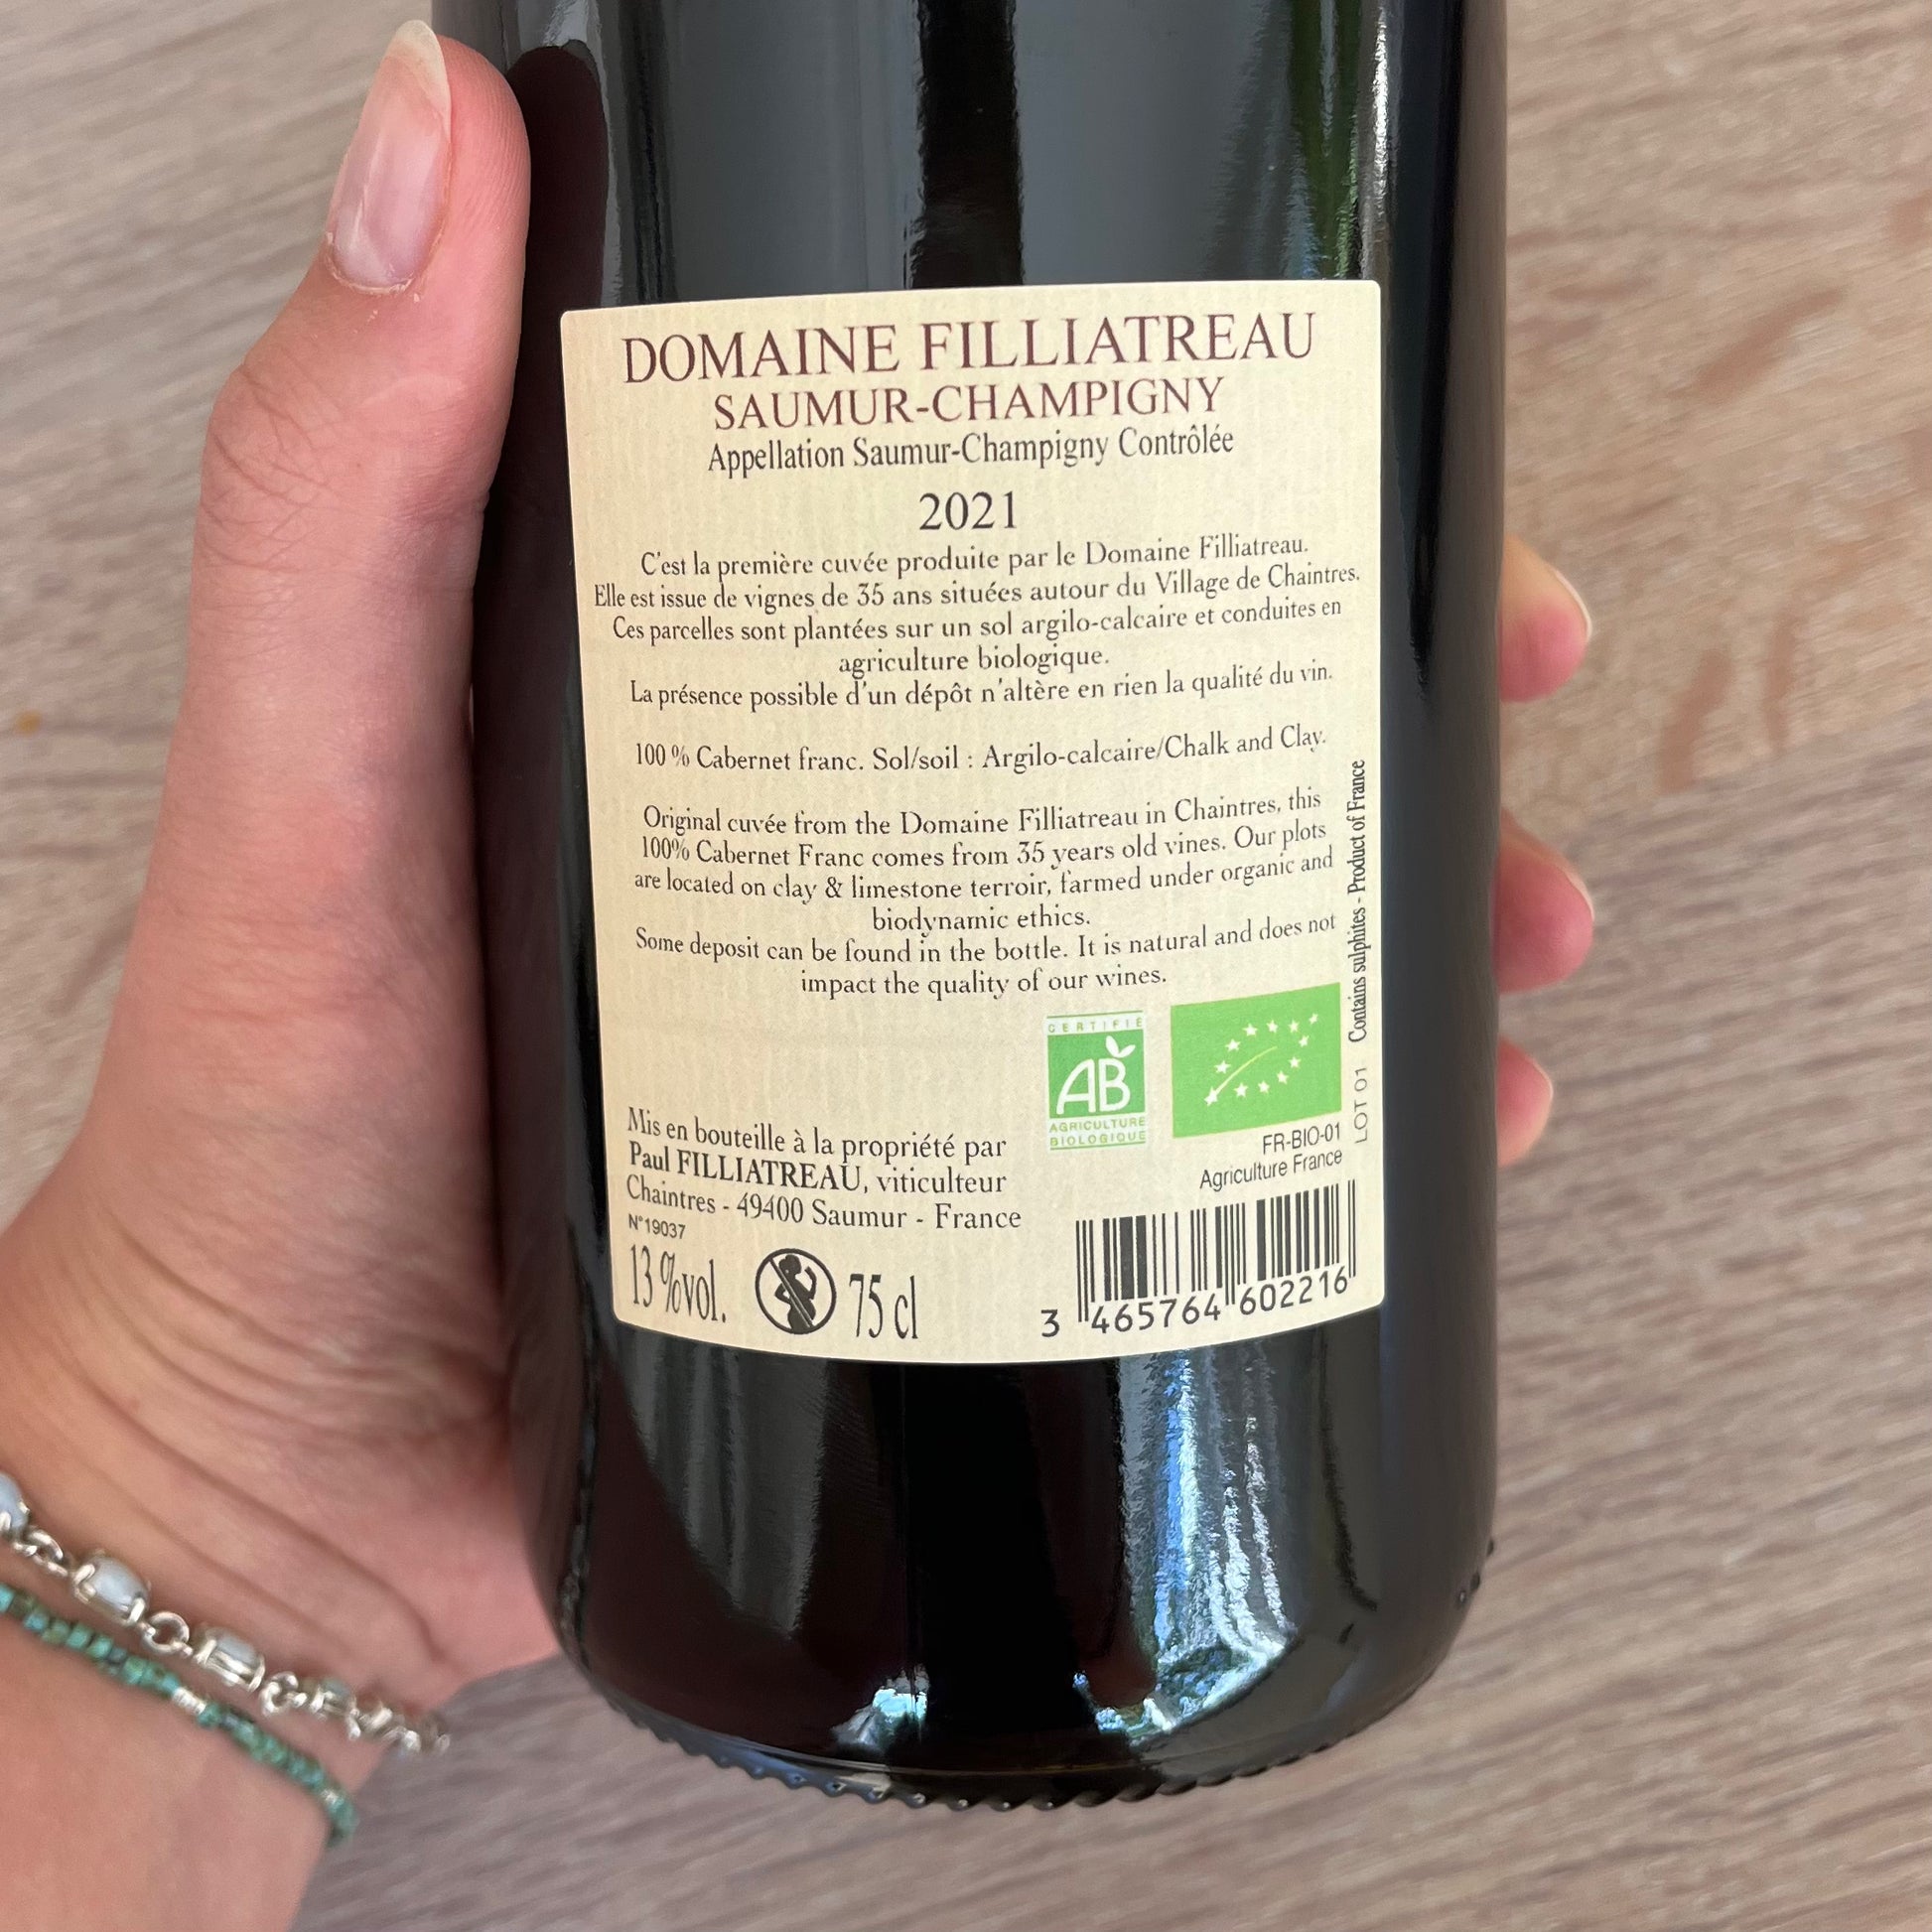 DOMAINE FILLIATREAU
SAUMUR-CHAMPIGNY
Appellation Saumur-Champigny Contrôlée
2021
C'est la première cuvée produite par le Domaine Filliatreau.
Elle est issue de vignes de 35 ans situées autour du Village de Chaintres.
Ces parcelles sont plantées sur un sol argilo-calcaire et conduites en
agriculture biologique.
La présence possible d'un dépôt n'altère en rien la qualité du vin.
100 % Cabernet franc. Sol/soil : Argilo-calcaire/Chalk and Clay.
Original cuvée from the Domaine Filliatreau in Chaintres, this
100% Cabernet Franc comes from 35 years old vines. Our plots
are located on clay & limestone terroir, farmed under organic and
biodynamic ethics.
Some deposit can be found in the bottle. It is natural and does not
impact the quality of our wines.
Contains sulphites - Product of France
LOT 01
CERTIFIÉ
AB
AGRICULTURE
BIOLOGIQUE
FR-BIO-01
Agriculture France
Mis en bouteille à la propriété par
Paul FILLIATREAU, viticulteur
Chaintres - 49400 Saumur - France
N°19037
13 %vol.
75 cl
3 465764 602216